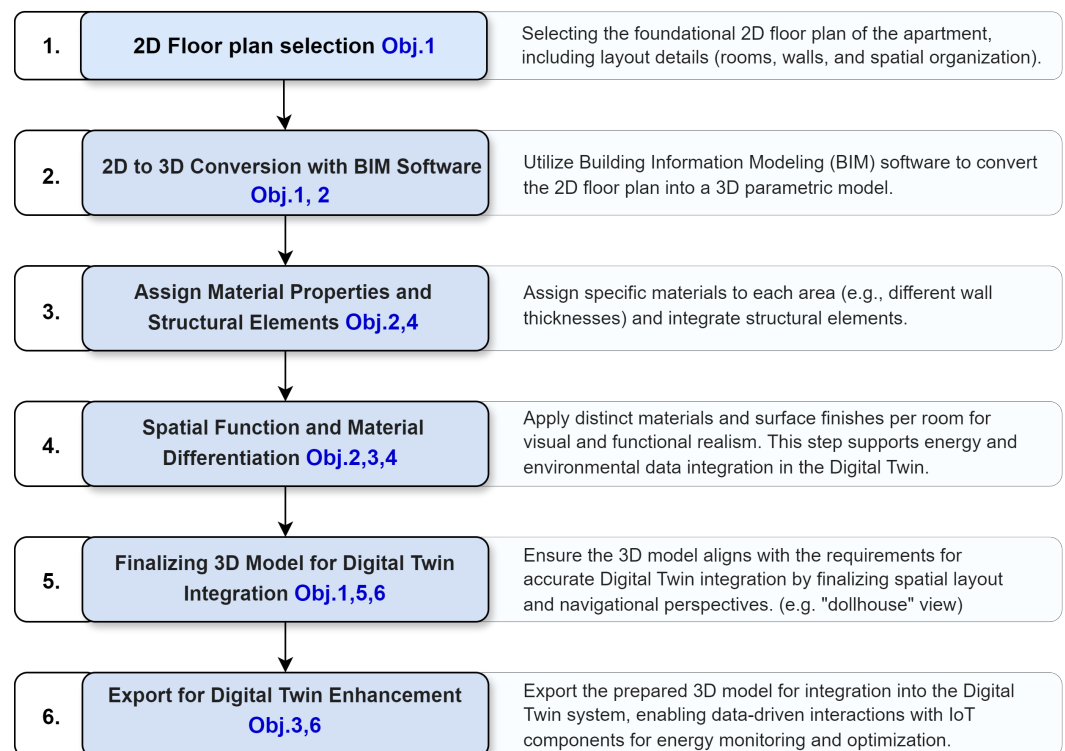 1.
2D Floor plan selection Obj.1
Selecting the foundational 2D floor plan of the apartment,
including layout details (rooms, walls, and spatial organization).
2.
2D to 3D Conversion with BIM Software
Obj.1, 2
Utilize Building Information Modeling (BIM) software to convert
the 2D floor plan into a 3D parametric model.
3.
Assign Material Properties and
Structural Elements Obj.2,4
Assign specific materials to each area (e.g., different wall
thicknesses) and integrate structural elements.
4.
Spatial Function and Material
Differentiation Obj.2,3,4
Apply distinct materials and surface finishes per room for
visual and functional realism. This step supports energy and
environmental data integration in the Digital Twin.
5.
Finalizing 3D Model for Digital Twin
Integration Obj.1,5,6
Ensure the 3D model aligns with the requirements for
accurate Digital Twin integration by finalizing spatial layout
and navigational perspectives. (e.g. "dollhouse" view)
6.
Export for Digital Twin Enhancement
Obj.3,6
Export the prepared 3D model for integration into the Digital
Twin system, enabling data-driven interactions with IoT
components for energy monitoring and optimization.